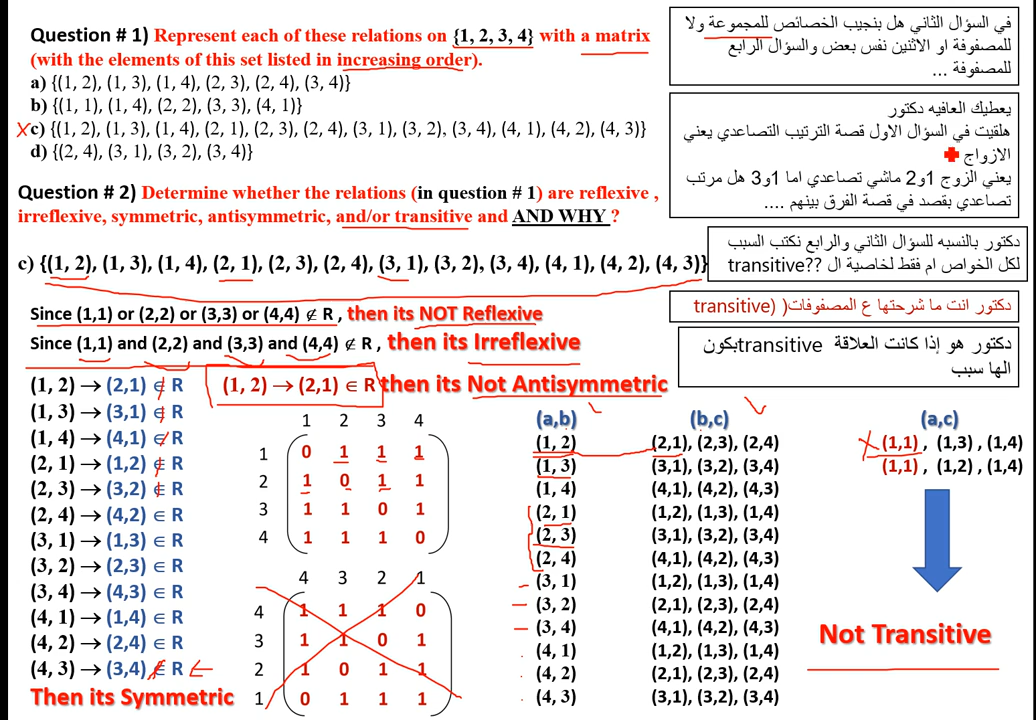 Question # 1) Represent each of these relations on {1, 2, 3, 4} with a matrix
(with the elements of this set listed in increasing order).
a) {(1, 2), (1, 3), (1, 4), (2, 3), (2, 4), (3, 4)}
b) {(1, 1), (1, 4), (2, 2), (3, 3), (4, 1)}
c) {(1, 2), (1, 3), (1, 4), (2, 1), (2, 3), (2, 4), (3, 1), (3, 2), (3, 4), (4, 1), (4, 2), (4, 3)}
d) {(2, 4), (3, 1), (3, 2), (3, 4)}
Question # 2) Determine whether the relations (in question # 1) are reflexive ,
irreflexive, symmetric, antisymmetric, and/or transitive and AND WHY ?
في السؤال الثاني هل بنجيب الخصائص للمجموعة ولا
للمصفوفة او الاثنين نفس بعض والسؤال الرابع
للمصفوفة ...
يعطيك العافيه دكتور
هلقيت في السؤال الاول قصة الترتيب التصاعدي يعني
الازواج
يعني الزوج 1و2 ماشي تصاعدي اما 1و3 هل مرتب
تصاعدي بقصد في قصة الفرق بينهم ....
دكتور بالنسبه للسؤال الثاني والرابع نكتب السبب
لكل الخواص ام فقط لخاصية ال ??transitive
دكتور انت ما شرحتها ع المصفوفات( (transitive
دكتور هو إذا كانت العلاقة transitiveبكون
الها سبب
c) {(1, 2), (1, 3), (1, 4), (2, 1), (2, 3), (2, 4), (3, 1), (3, 2), (3, 4), (4, 1), (4, 2), (4, 3)}
Since (1,1) or (2,2) or (3,3) or (4,4) ∉ R , then its NOT Reflexive
Since (1,1) and (2,2) and (3,3) and (4,4) ∉ R , then its Irreflexive
(1, 2) → (2,1) ∈ R
(1, 3) → (3,1) ∈ R
(1, 4) → (4,1) ∈ R
(2, 1) → (1,2) ∈ R
(2, 3) → (3,2) ∈ R
(2, 4) → (4,2) ∈ R
(3, 1) → (1,3) ∈ R
(3, 2) → (2,3) ∈ R
(3, 4) → (4,3) ∈ R
(4, 1) → (1,4) ∈ R
(4, 2) → (2,4) ∈ R
(4, 3) → (3,4) ∈ R
Then its Symmetric
(1, 2) → (2,1) ∈ R then its Not Antisymmetric
1 2 3 4
1 0 1 1 1
2 1 0 1 1
3 1 1 0 1
4 1 1 1 0
4 3 2 1
4 1 1 1 0
3 1 1 0 1
2 1 0 1 1
1 0 1 1 1
(a,b) (b,c) (a,c)
(1, 2) (2,1), (2,3), (2,4) (1,1) , (1,3), (1,4)
(1, 3) (3,1), (3,2), (3,4) (1,1) , (1,2), (1,4)
(1, 4) (4,1), (4,2), (4,3)
(2, 1) (1,2), (1,3), (1,4)
(2, 3) (3,1), (3,2), (3,4)
(2, 4) (4,1), (4,2), (4,3)
(3, 1) (1,2), (1,3), (1,4)
(3, 2) (2,1), (2,3), (2,4)
(3, 4) (4,1), (4,2), (4,3)
(4, 1) (1,2), (1,3), (1,4)
(4, 2) (2,1), (2,3), (2,4)
(4, 3) (3,1), (3,2), (3,4)
Not Transitive